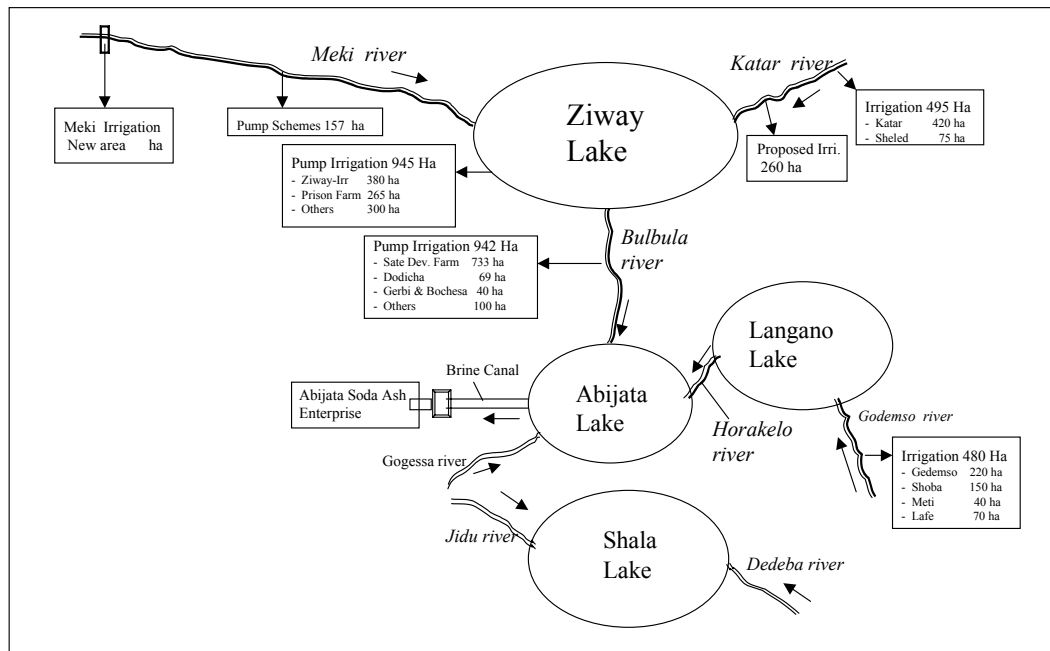 Meki river
Katar river
Ziway
Lake
Meki Irrigation
New area ha
Pump Schemes 157 ha
Irrigation 495 Ha
- Katar 420 ha
- Sheled 75 ha
Proposed Irri.
260 ha
Pump Irrigation 945 Ha
- Ziway-Irr 380 ha
- Prison Farm 265 ha
- Others 300 ha
Bulbula
river
Pump Irrigation 942 Ha
- Sate Dev. Farm 733 ha
- Dodicha 69 ha
- Gerbi & Bochesa 40 ha
- Others 100 ha
Langano
Lake
Brine Canal
Abijata Soda Ash
Enterprise
Abijata
Lake
Horakelo
river
Godemso river
Gogessa river
Irrigation 480 Ha
- Gedemso 220 ha
- Shoba 150 ha
- Meti 40 ha
- Lafe 70 ha
Jidu river
Shala
Lake
Dedeba river